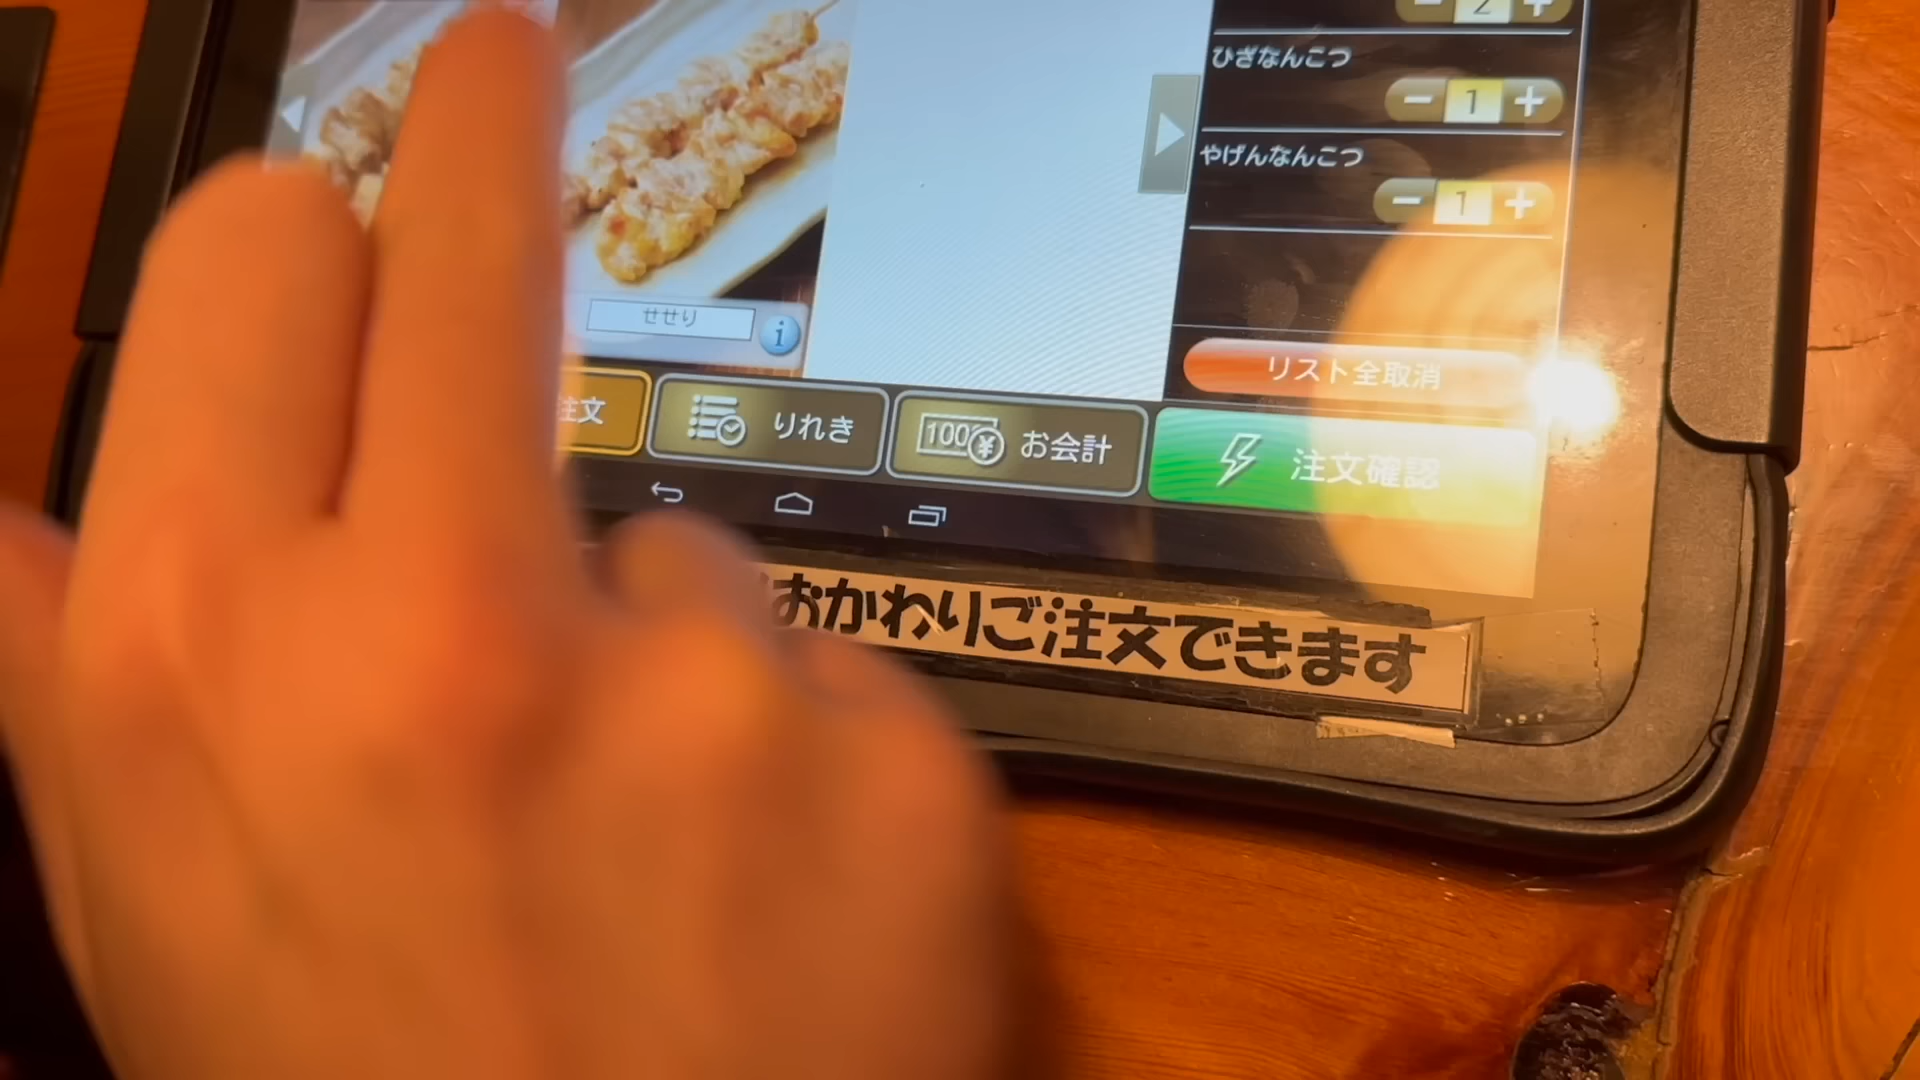 2
ひざなんこつ
1
やげんなんこつ
1
せせり
i
リスト全取消
注文
りれき
お会計
注文確認
おかわりご注文できます